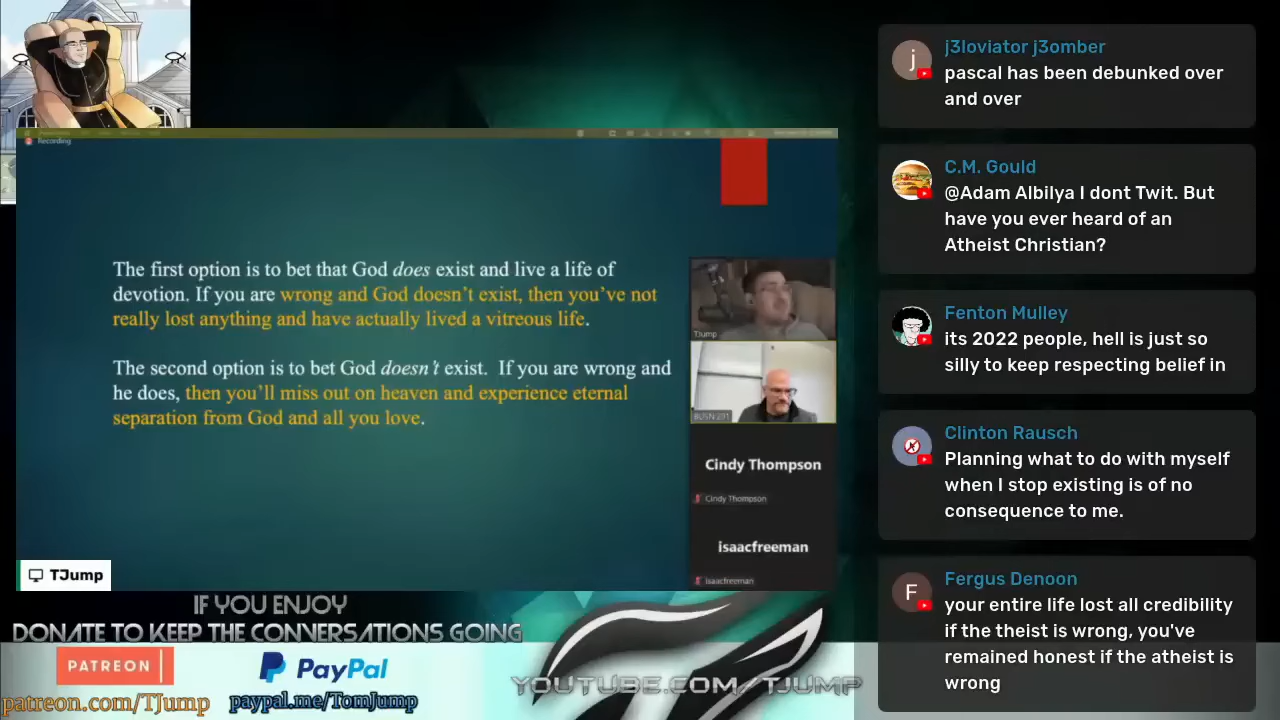 Recording
The first option is to bet that God does exist and live a life of
devotion. If you are wrong and God doesn't exist, then you've not
really lost anything and have actually lived a vitreous life.
The second option is to bet God doesn't exist.  If you are wrong and
he does, then you'll miss out on heaven and experience eternal
separation from God and all you love.
TJump
Cindy Thompson
Cindy Thompson
isaacfreeman
isaacfreeman
TJump
IF YOU ENJOY
DONATE TO KEEP THE CONVERSATIONS GOING
PATREON
PayPal
patreon.com/TJump
paypal.me/TomJump
YOUTUBE.COM/TJUMP
j3loviator j3omber
pascal has been debunked over
and over
C.M. Gould
@Adam Albilya I dont Twit. But
have you ever heard of an
Atheist Christian?
Fenton Mulley
its 2022 people, hell is just so
silly to keep respecting belief in
Clinton Rausch
Planning what to do with myself
when I stop existing is of no
consequence to me.
Fergus Denoon
your entire life lost all credibility
if the theist is wrong, you've
remained honest if the atheist is
wrong
j
F